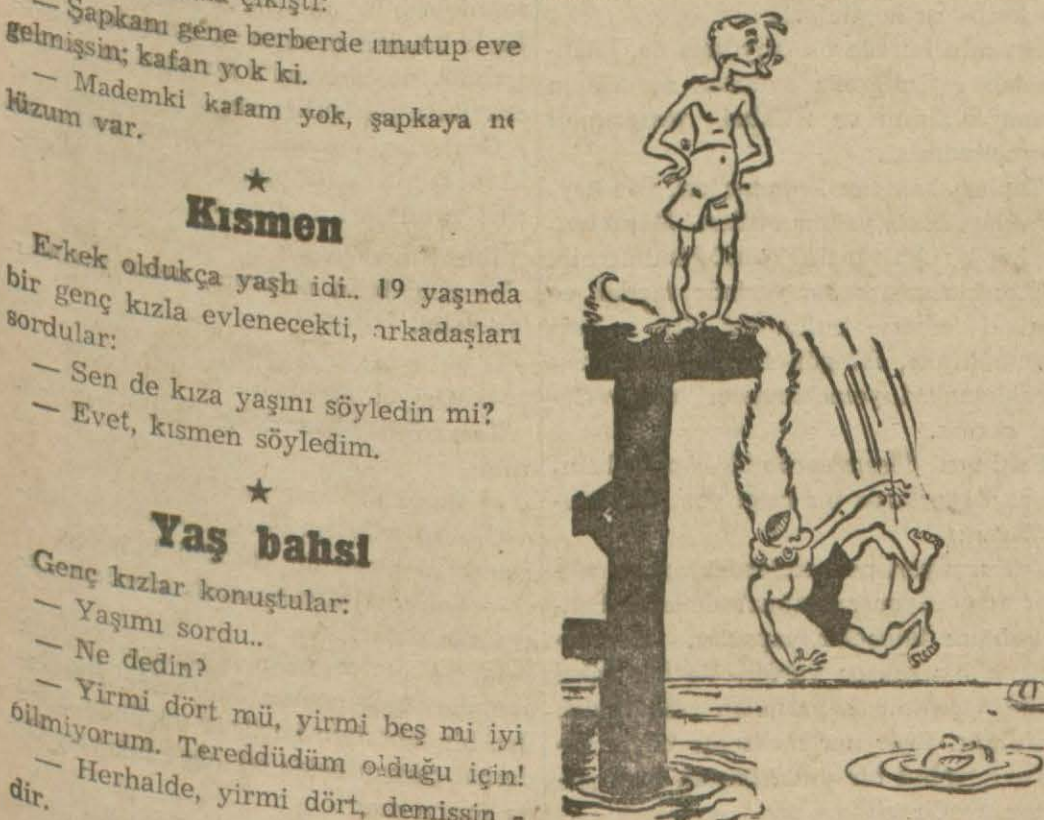 çıkıştı:
— Şapkanı gene berberde unutup eve
gelmişsin; kafan yok ki.
— Mademki kafam yok, şapkaya ne
lüzum var.
★
Kısmen
Erkek oldukça yaşlı idi.. 19 yaşında
bir genç kızla evlenecekti, arkadaşları
sordular:
— Sen de kıza yaşını söyledin mi?
— Evet, kısmen söyledim.
★
Yaş bahsi
Genç kızlar konuştular:
— Yaşımı sordu..
— Ne dedin?
— Yirmi dört mü, yirmi beş mi iyi
bilmiyorum. Tereddüdüm olduğu için!
— Herhalde, yirmi dört, demişsin -
dir.